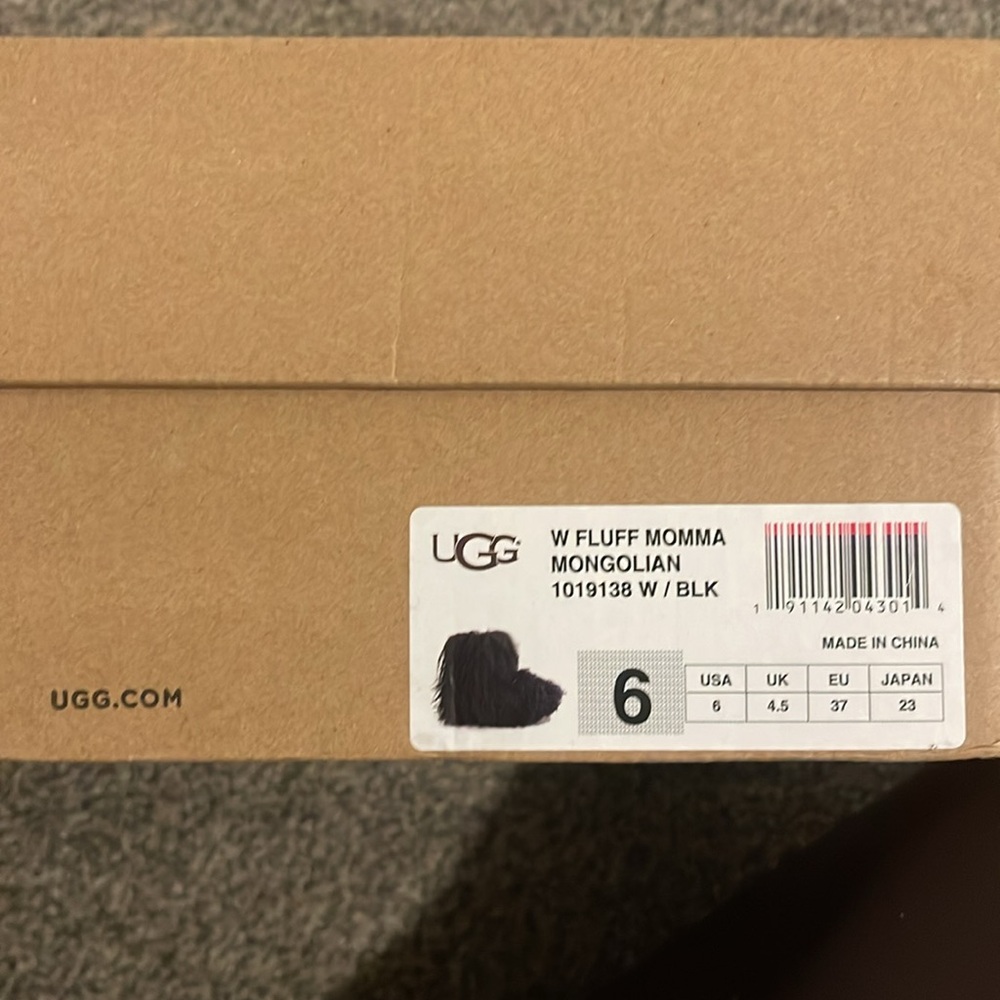 UGG
W FLUFF MOMMA
MONGOLIAN
1019138 W / BLK
1 91142 04301 4
MADE IN CHINA
6
USA UK EU JAPAN
6 4.5 37 23
UGG.COM